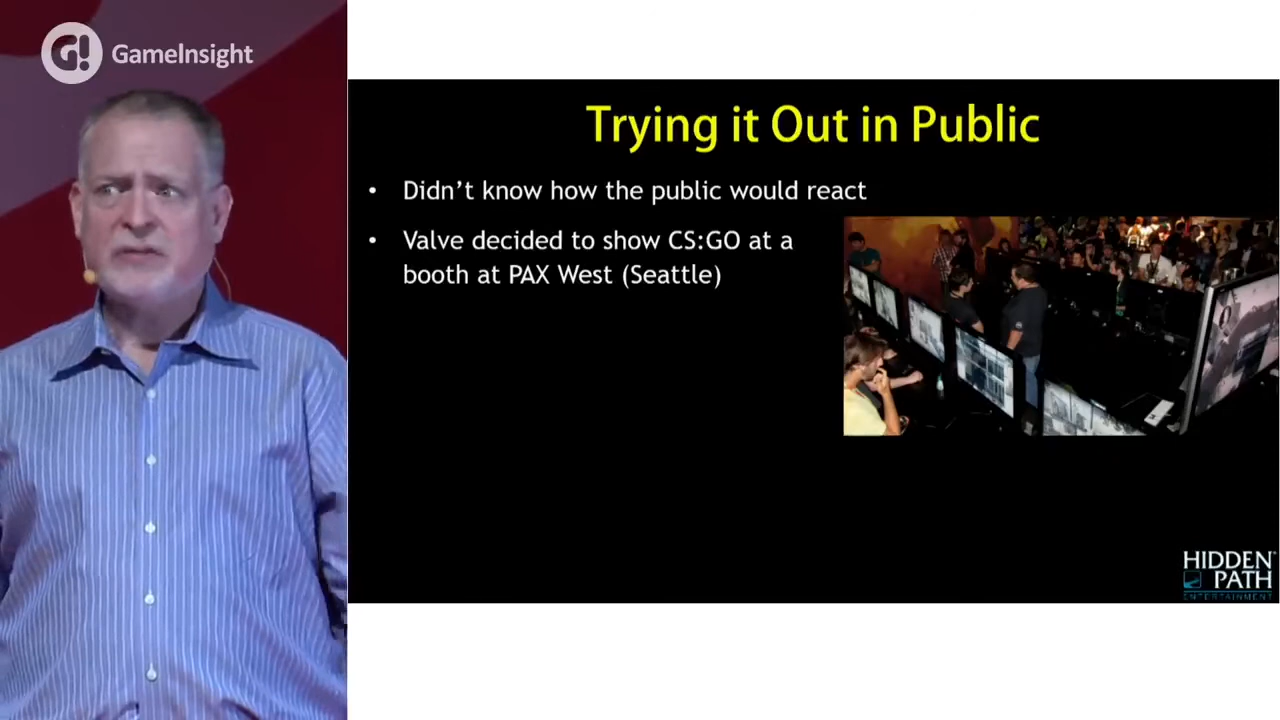 G!
GameInsight
Trying it Out in Public
• Didn't know how the public would react
• Valve decided to show CS:GO at a
booth at PAX West (Seattle)
HIDDEN
PATH
ENTERTAINMENT